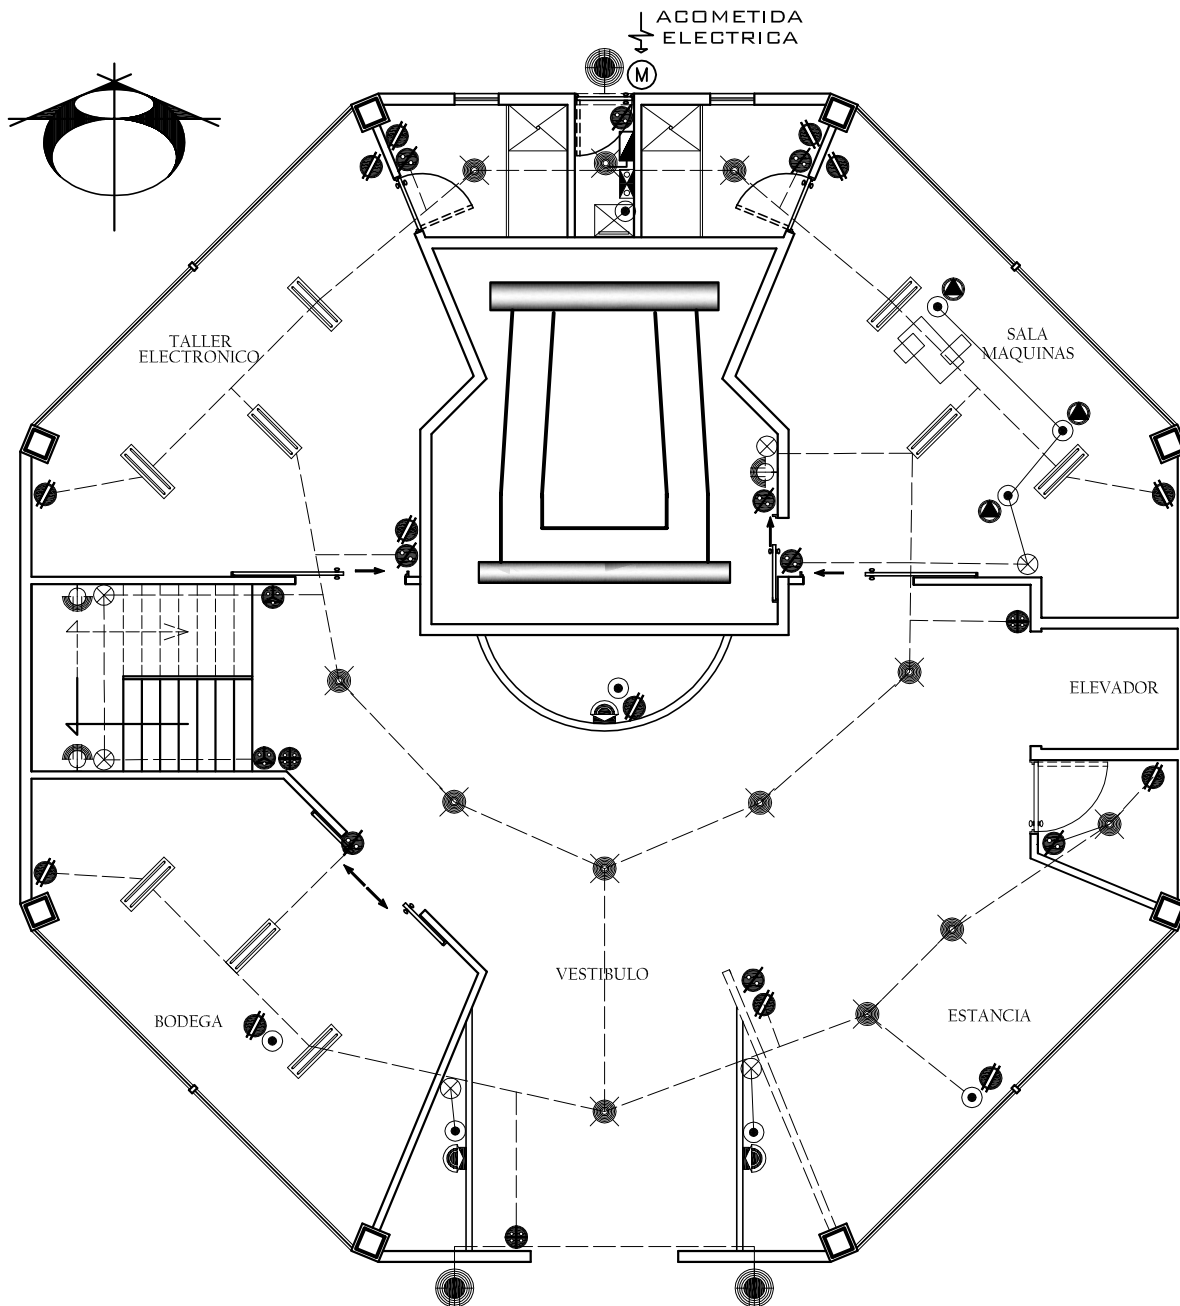 ACOMETIDA
ELECTRICA
M
TALLER
ELECTRONICO
SALA
MAQUINAS
ELEVADOR
VESTIBULO
BODEGA
ESTANCIA